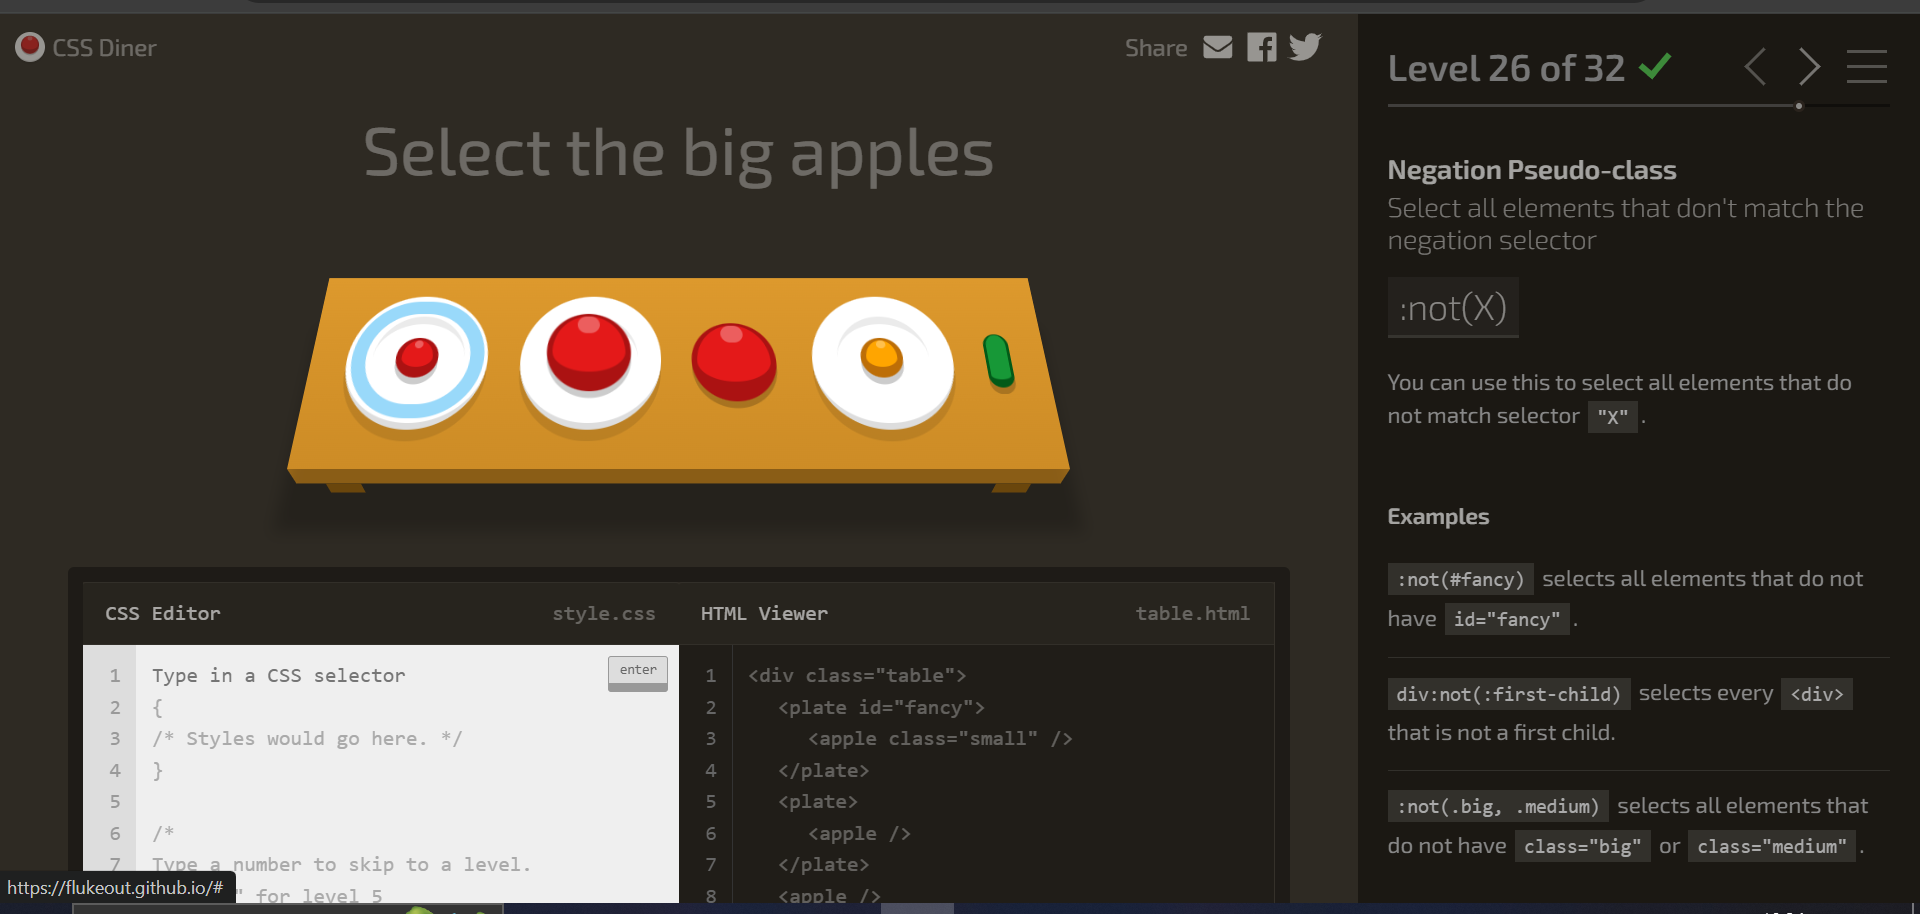 CSS Diner
Share
Select the big apples
CSS Editor
style.css
1 Type in a CSS selector
enter
2 {
3 /* Styles would go here. */
4 }
5
6 /*
7 Type a number to skip to a level.
" for level 5
HTML Viewer
table.html
1 <div class="table">
2 <plate id="fancy">
3 <apple class="small" />
4 </plate>
5 <plate>
6 <apple />
7 </plate>
8 <apple />
https://flukeout.github.io/#
Level 26 of 32
Negation Pseudo-class
Select all elements that don't match the
negation selector
:not(X)
You can use this to select all elements that do
not match selector "X" .
Examples
:not(#fancy) selects all elements that do not
have id="fancy" .
div:not(:first-child) selects every <div>
that is not a first child.
:not(.big, .medium) selects all elements that
do not have class="big" or class="medium" .